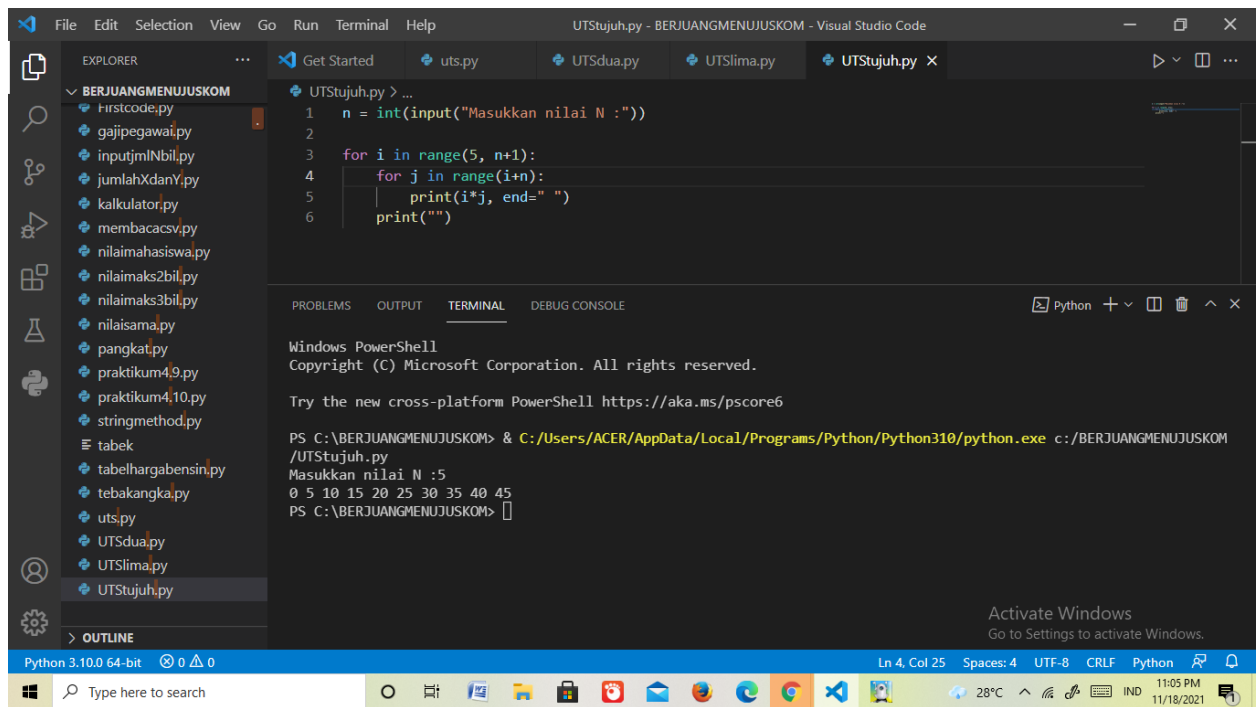 File Edit Selection View Go Run Terminal Help UTStujuh.py - BERJUANGMENUJUSKOM - Visual Studio Code
EXPLORER ···
Get Started uts.py UTSdua.py UTSlima.py UTStujuh.py
BERJUANGMENUJUSKOM
Firstcode.py
gajipegawai.py
inputjmlNbil.py
jumlahXdanY.py
kalkulator.py
membacacsv.py
nilaimahasiswa.py
nilaimaks2bil.py
nilaimaks3bil.py
nilaisama.py
pangkat.py
praktikum4.9.py
praktikum4.10.py
stringmethod.py
tabek
tabelhargabensin.py
tebakangka.py
uts.py
UTSdua.py
UTSlima.py
UTStujuh.py
OUTLINE
UTStujuh.py > ...
1 n = int(input("Masukkan nilai N :"))
2
3 for i in range(5, n+1):
4 for j in range(i+n):
5 print(i*j, end=" ")
6 print("")
PROBLEMS OUTPUT TERMINAL DEBUG CONSOLE Python
Windows PowerShell
Copyright (C) Microsoft Corporation. All rights reserved.
Try the new cross-platform PowerShell https://aka.ms/pscore6
PS C:\BERJUANGMENUJUSKOM> & C:/Users/ACER/AppData/Local/Programs/Python/Python310/python.exe c:/BERJUANGMENUJUSKOM
/UTStujuh.py
Masukkan nilai N :5
0 5 10 15 20 25 30 35 40 45
PS C:\BERJUANGMENUJUSKOM>
Activate Windows
Go to Settings to activate Windows.
Python 3.10.0 64-bit 0 0 Ln 4, Col 25 Spaces: 4 UTF-8 CRLF Python
Type here to search 28°C IND 11:05 PM
11/18/2021 1